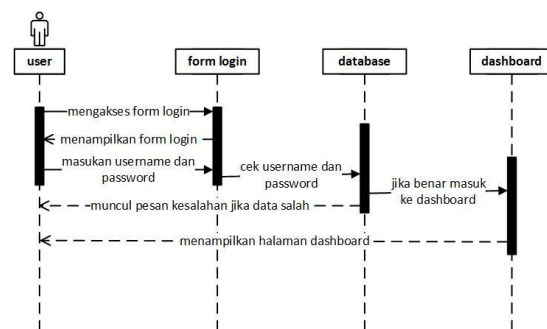 user
form login
database
dashboard
mengakses form login
menampilkan form login
masukan username dan
password
cek username dan
password
jika benar masuk
ke dashboard
muncul pesan kesalahan jika data salah
menampilkan halaman dashboard